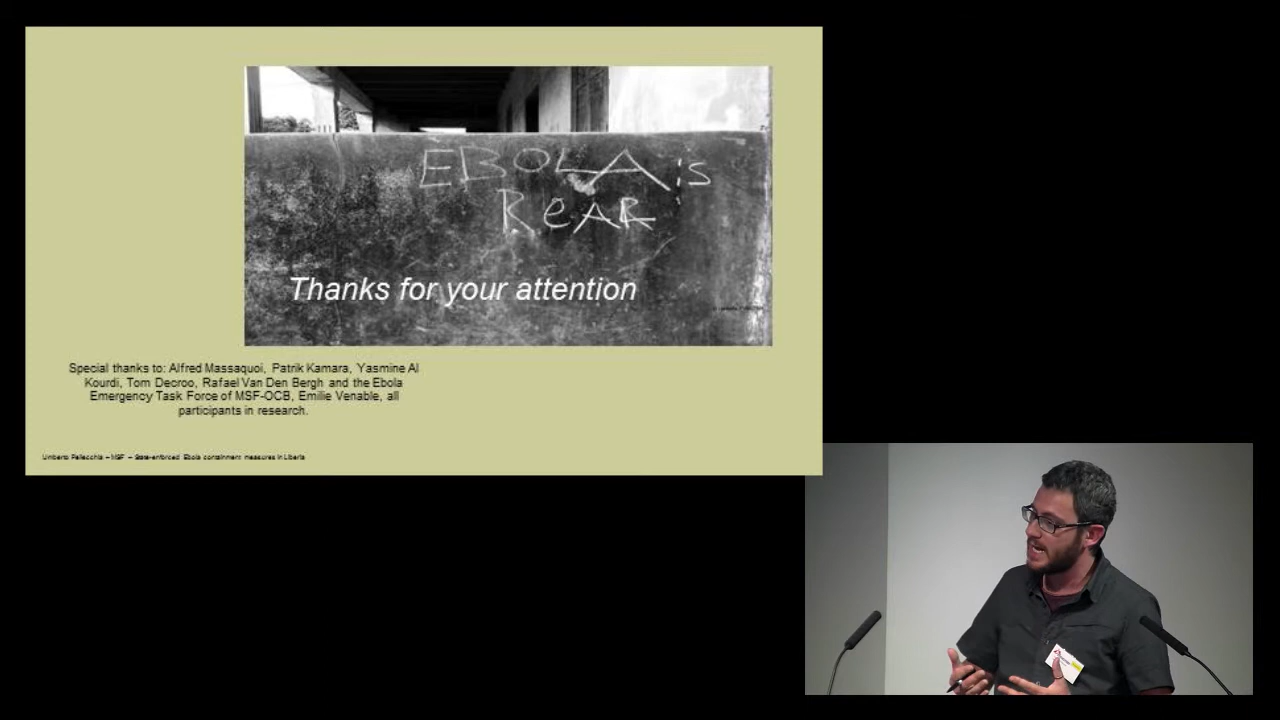 EBOLA is
ReAR
Thanks for your attention
Special thanks to: Alfred Massaquoi, Patrik Kamara, Yasmine Al
Kourdi, Tom Decroo, Rafael Van Den Bergh and the Ebola
Emergency Task Force of MSF-OCB, Emilie Venable, all
participants in research.
Umberto Pellecchia – MSF – State-enforced Ebola containment measures in Liberia